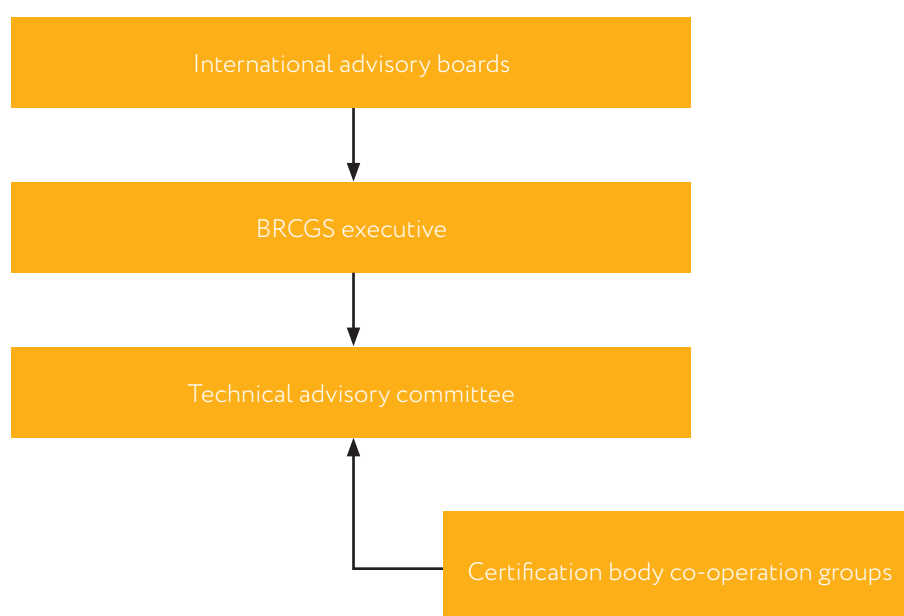 International advisory boards
BRCGS executive
Technical advisory committee
Certification body co-operation groups